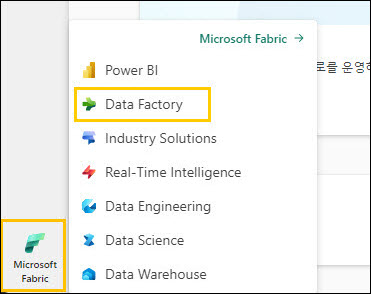 Microsoft Fabric →
Power BI
로를 운영하
Data Factory
Industry Solutions
Real-Time Intelligence
Data Engineering
Data Science
Data Warehouse
Microsoft
Fabric